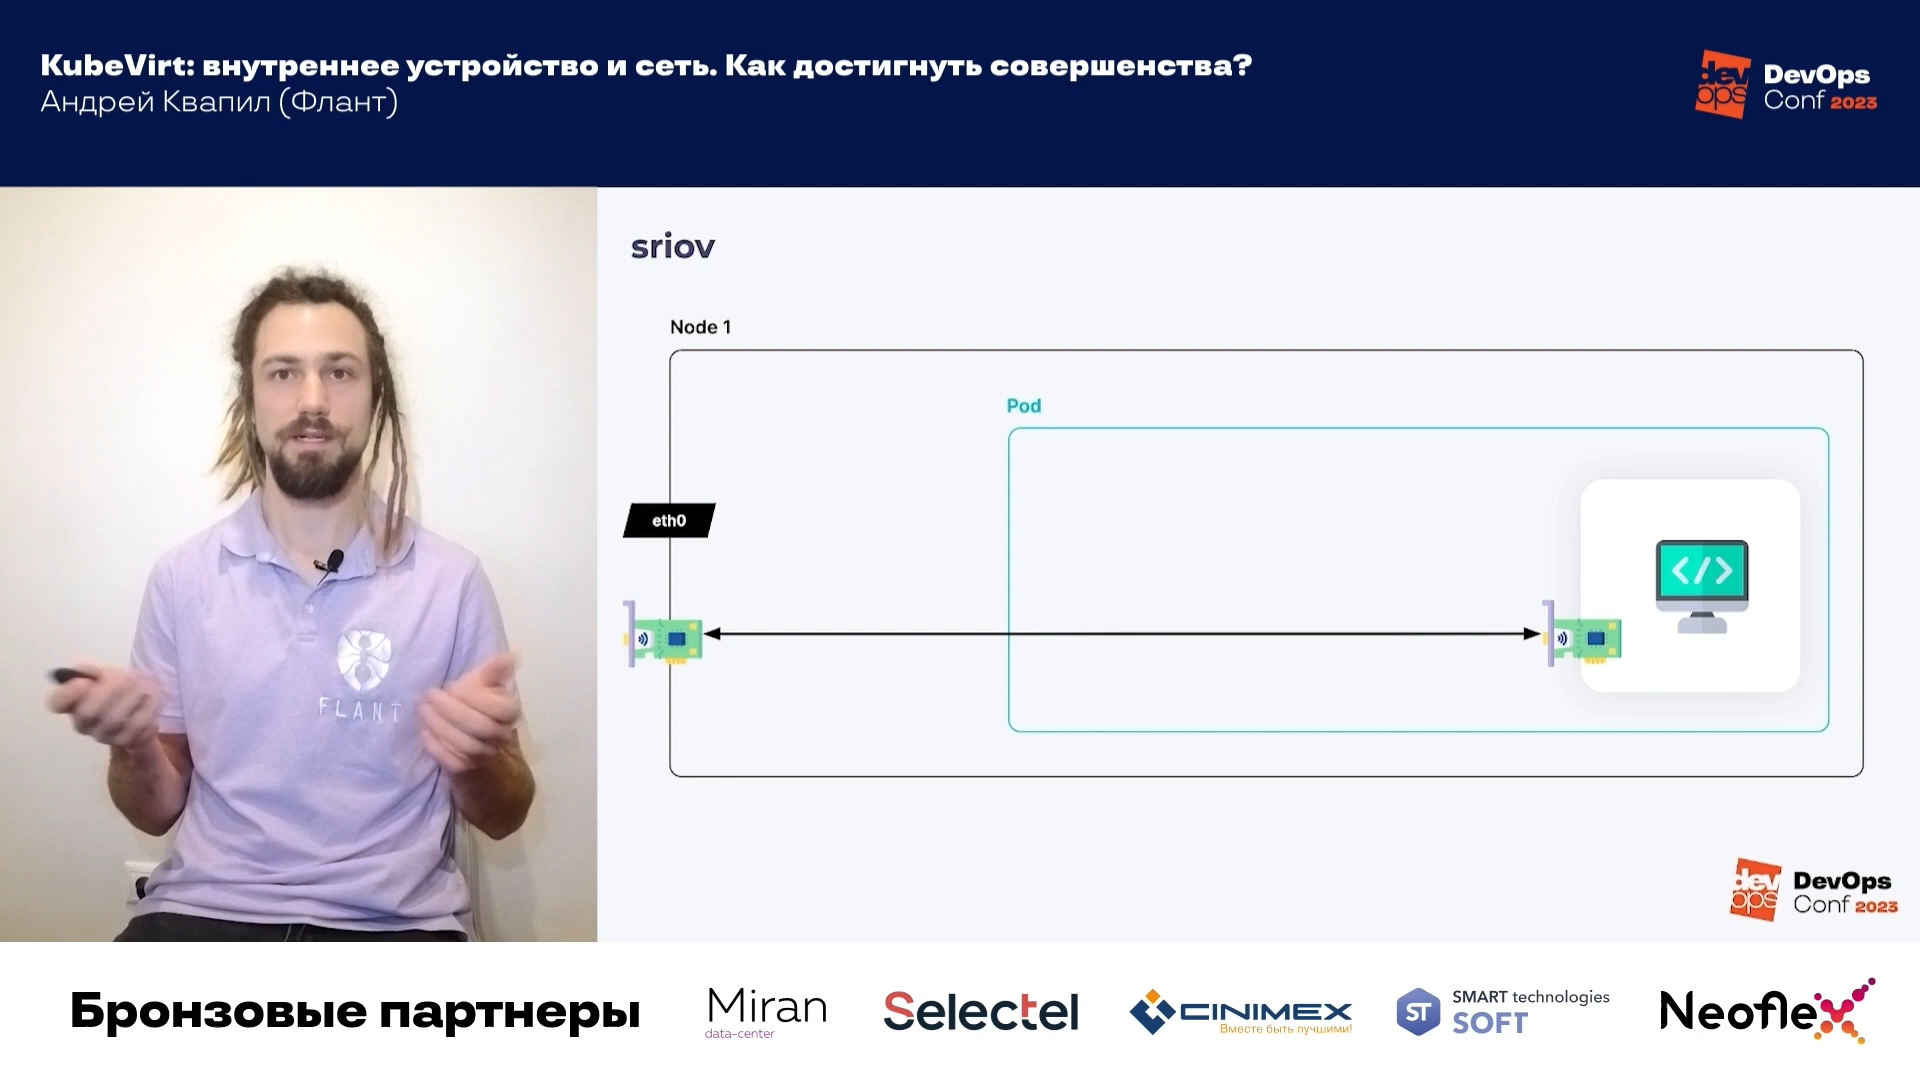 KubeVirt: внутреннее устройство и сеть. Как достигнуть совершенства?
Андрей Квапил (Флант)
dev
ops
DevOps
Conf 2023
sriov
Node 1
Pod
eth0
</>
FLANT
dev
ops
DevOps
Conf 2023
Бронзовые партнеры
Miran
data-center
Selectel
CINIMEX
Вместе быть лучшими!
ST
SMART technologies
SOFT
Neoflex